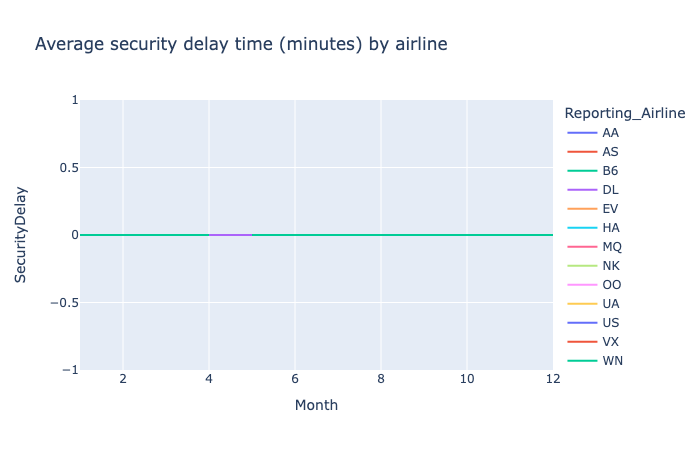 Average security delay time (minutes) by airline
1
0.5
0
−0.5
−1
SecurityDelay
2 4 6 8 10 12
Month
Reporting_Airline
AA
AS
B6
DL
EV
HA
MQ
NK
OO
UA
US
VX
WN